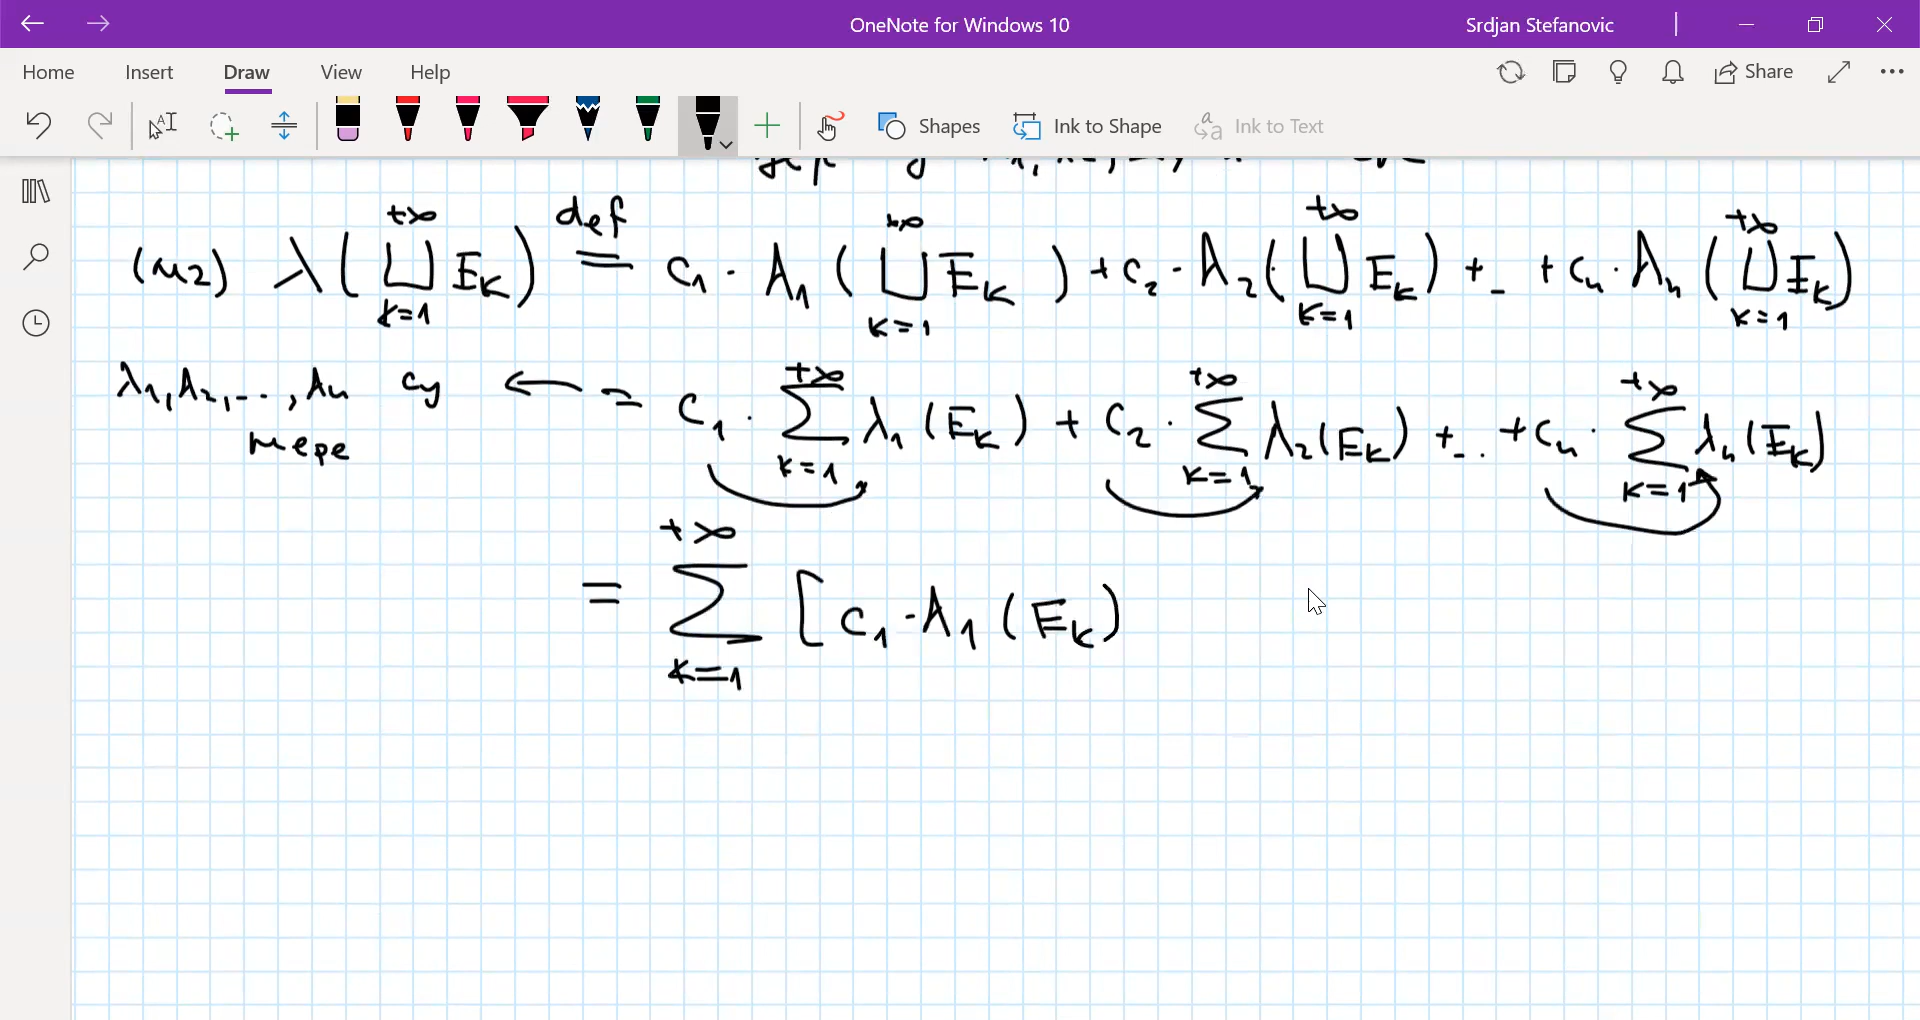 OneNote for Windows 10
Srdjan Stefanovic
Home Insert Draw View Help
Share
Shapes Ink to Shape Ink to Text
(м2) λ(⨆_{k=1}^{+∞} E_k) =^{def} c_1 · λ_1(⨆_{k=1}^{+∞} E_k) + c_2 · λ_2(⨆_{k=1}^{+∞} E_k) + ... + c_n · λ_n(⨆_{k=1}^{+∞} E_k)
λ_1, λ_2, ..., λ_n су ← = c_1 · ∑_{k=1}^{+∞} λ_1(E_k) + c_2 · ∑_{k=1}^{+∞} λ_2(E_k) + ... + c_n · ∑_{k=1}^{+∞} λ_n(E_k)
мере
= ∑_{k=1}^{+∞} [c_1 · λ_1(E_k)